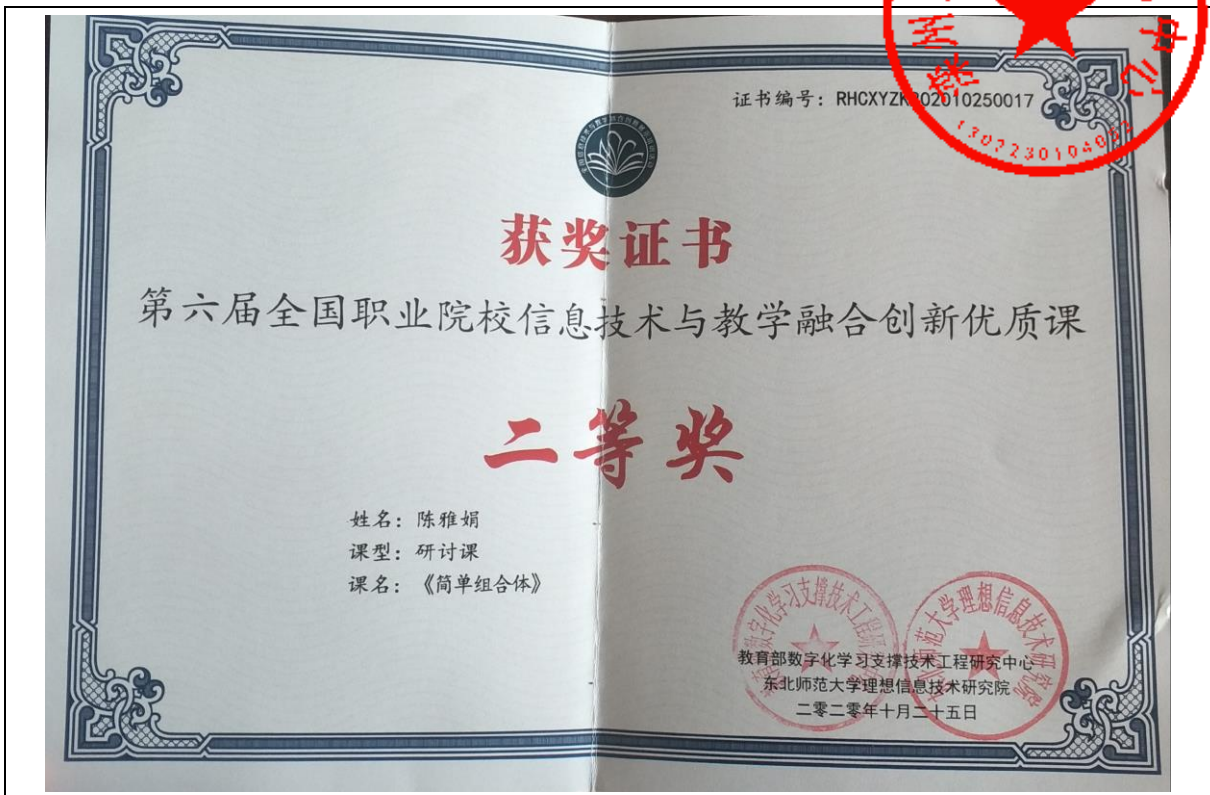 证书编号：RHCXYZK202010250017
获奖证书
第六届全国职业院校信息技术与教学融合创新优质课
二等奖
姓名：陈雅娟
课型：研讨课
课名：《简单组合体》
教育部数字化学习支撑技术工程研究中心
东北师范大学理想信息技术研究院
二零二零年十月二十五日